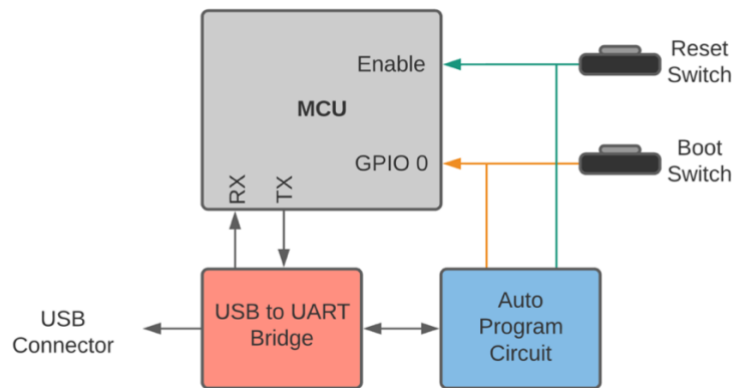 Enable
MCU
GPIO 0
RX
TX
Reset
Switch
Boot
Switch
USB to UART
Bridge
Auto
Program
Circuit
USB
Connector